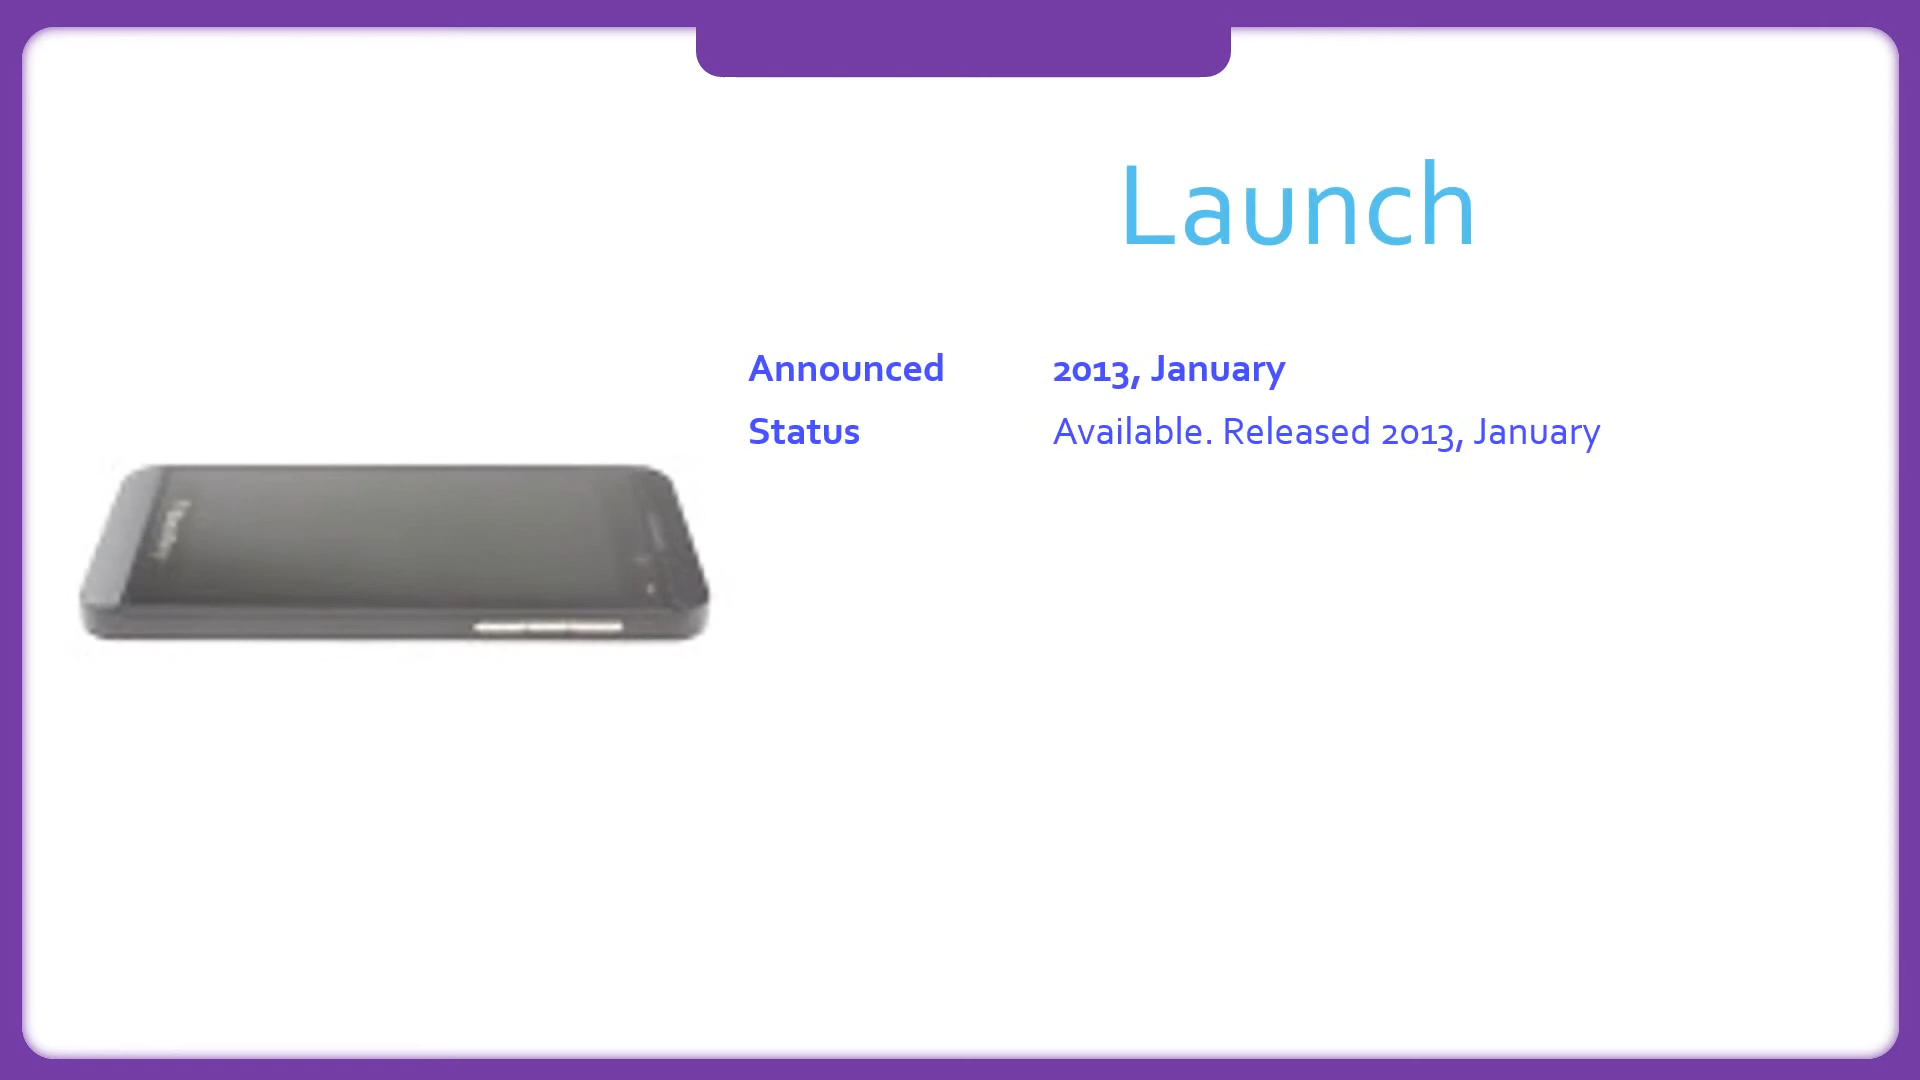 Launch
Announced 2013, January
Status Available. Released 2013, January